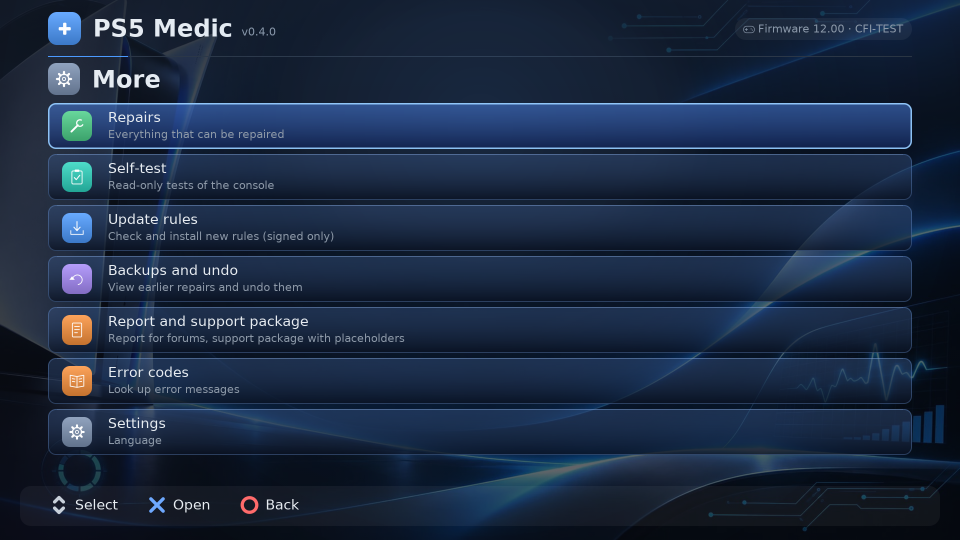 PS5 Medic v0.4.0
Firmware 12.00 · CFI-TEST
More
Repairs
Everything that can be repaired
Self-test
Read-only tests of the console
Update rules
Check and install new rules (signed only)
Backups and undo
View earlier repairs and undo them
Report and support package
Report for forums, support package with placeholders
Error codes
Look up error messages
Settings
Language
Select Open Back